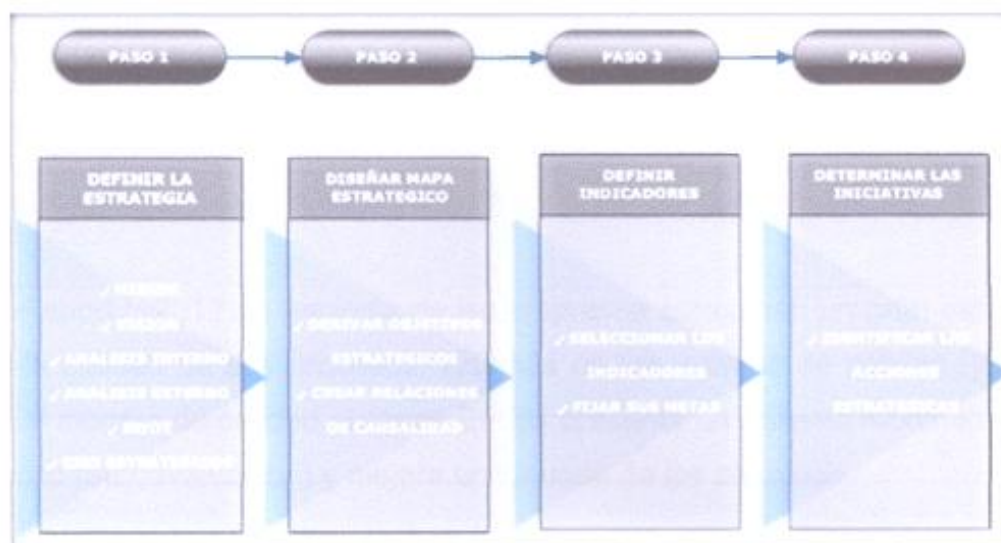 PASO 1
PASO 2
PASO 3
PASO 4
DEFINIR LA
ESTRATEGIA
✓ MISION
✓ VISION
✓ ANALISIS INTERNO
✓ ANALISIS EXTERNO
✓
✓ EJES ESTRATEGICOS
DISEÑAR MAPA
ESTRATEGICO
✓ DERIVAR OBJETIVOS
ESTRATEGICOS
✓ CREAR RELACIONES
DE CAUSALIDAD
DEFINIR
INDICADORES
✓ SELECCIONAR LOS
INDICADORES
✓ FIJAR SUS METAS
DETERMINAR LAS
INICIATIVAS
✓ IDENTIFICAR LAS
ACCIONES
ESTRATEGICAS